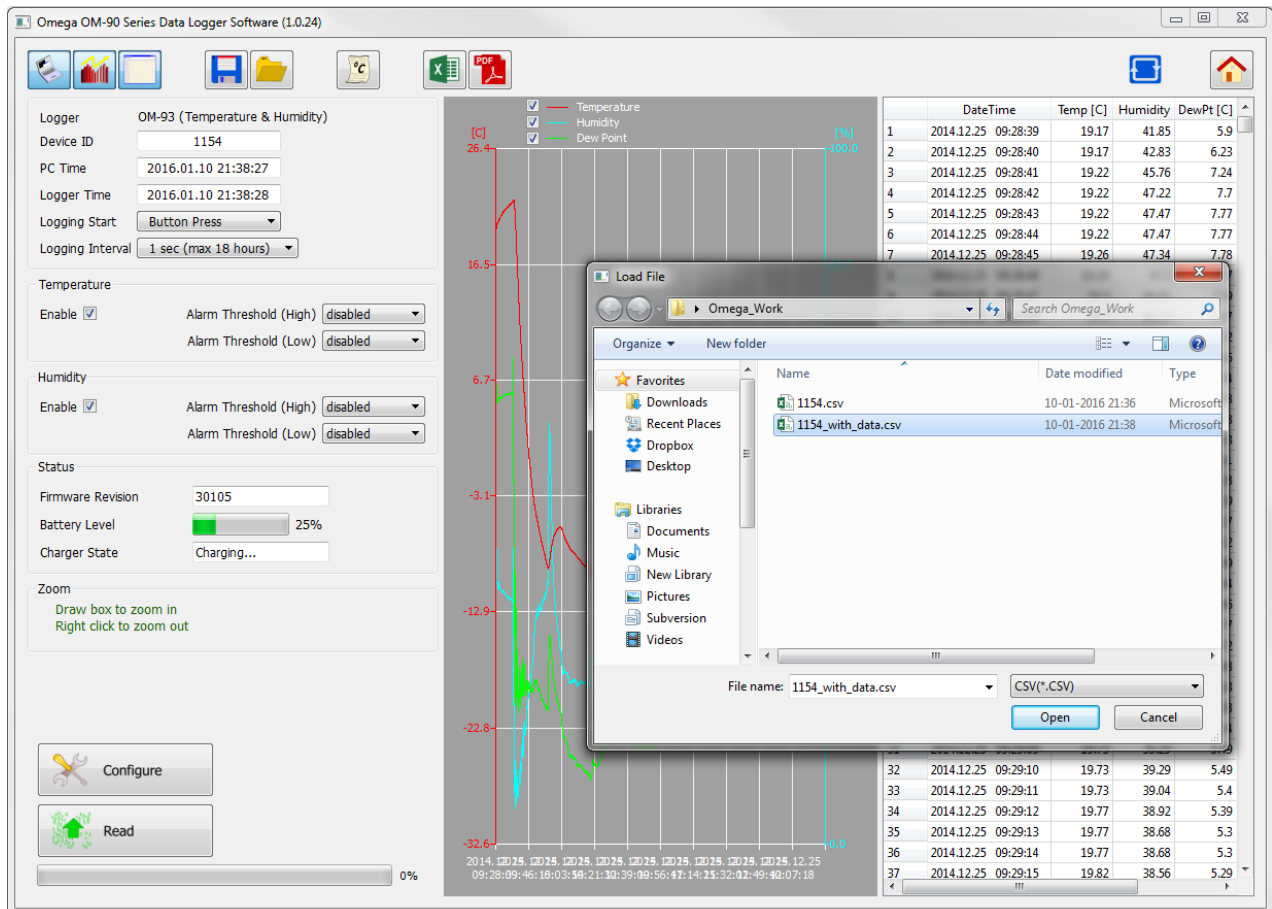 Omega OM-90 Series Data Logger Software (1.0.24)
°C
PDF
Logger OM-93 (Temperature & Humidity)
Device ID 1154
PC Time 2016.01.10 21:38:27
Logger Time 2016.01.10 21:38:28
Logging Start Button Press
Logging Interval 1 sec (max 18 hours)
Temperature
Enable Alarm Threshold (High) disabled
Alarm Threshold (Low) disabled
Humidity
Enable Alarm Threshold (High) disabled
Alarm Threshold (Low) disabled
Status
Firmware Revision 30105
Battery Level 25%
Charger State Charging...
Zoom
Draw box to zoom in
Right click to zoom out
Configure
Read
0%
Temperature
Humidity
Dew Point
[C] [%]
26.4 100.0
16.5
6.7
-3.1
-12.9
-22.8
-32.6 0.0
DateTime Temp [C] Humidity DewPt [C]
1 2014.12.25 09:28:39 19.17 41.85 5.9
2 2014.12.25 09:28:40 19.17 42.83 6.23
3 2014.12.25 09:28:41 19.22 45.76 7.24
4 2014.12.25 09:28:42 19.22 47.22 7.7
5 2014.12.25 09:28:43 19.22 47.47 7.77
6 2014.12.25 09:28:44 19.22 47.47 7.77
7 2014.12.25 09:28:45 19.26 47.34 7.78
Load File
Omega_Work Search Omega_Work
Organize New folder
Favorites
Downloads
Recent Places
Dropbox
Desktop
Libraries
Documents
Music
New Library
Pictures
Subversion
Videos
Name Date modified Type
1154.csv 10-01-2016 21:36 Microsoft
1154_with_data.csv 10-01-2016 21:38 Microsoft
File name: 1154_with_data.csv CSV(*.CSV)
Open Cancel
32 2014.12.25 09:29:10 19.73 39.29 5.49
33 2014.12.25 09:29:11 19.73 39.04 5.4
34 2014.12.25 09:29:12 19.77 38.92 5.39
35 2014.12.25 09:29:13 19.77 38.68 5.3
36 2014.12.25 09:29:14 19.77 38.68 5.3
37 2014.12.25 09:29:15 19.82 38.56 5.29